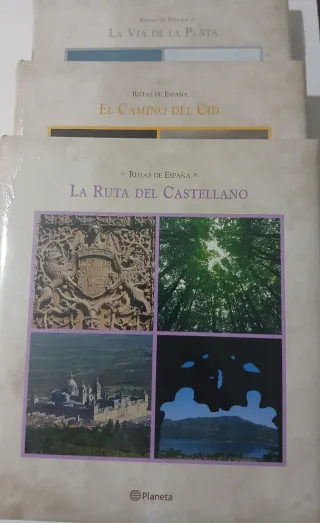 RUTAS DE ESPAÑA
LA VÍA DE LA PLATA
RUTAS DE ESPAÑA
EL CAMINO DEL CID
RUTAS DE ESPAÑA
LA RUTA DEL CASTELLANO
Planeta